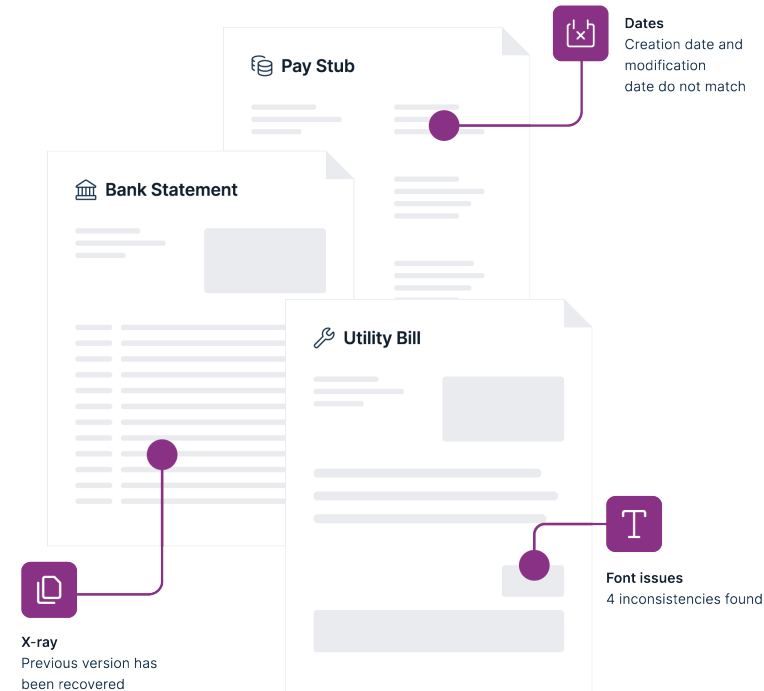 Dates
Creation date and
modification
date do not match
Pay Stub
Bank Statement
Utility Bill
Font issues
4 inconsistencies found
X-ray
Previous version has
been recovered